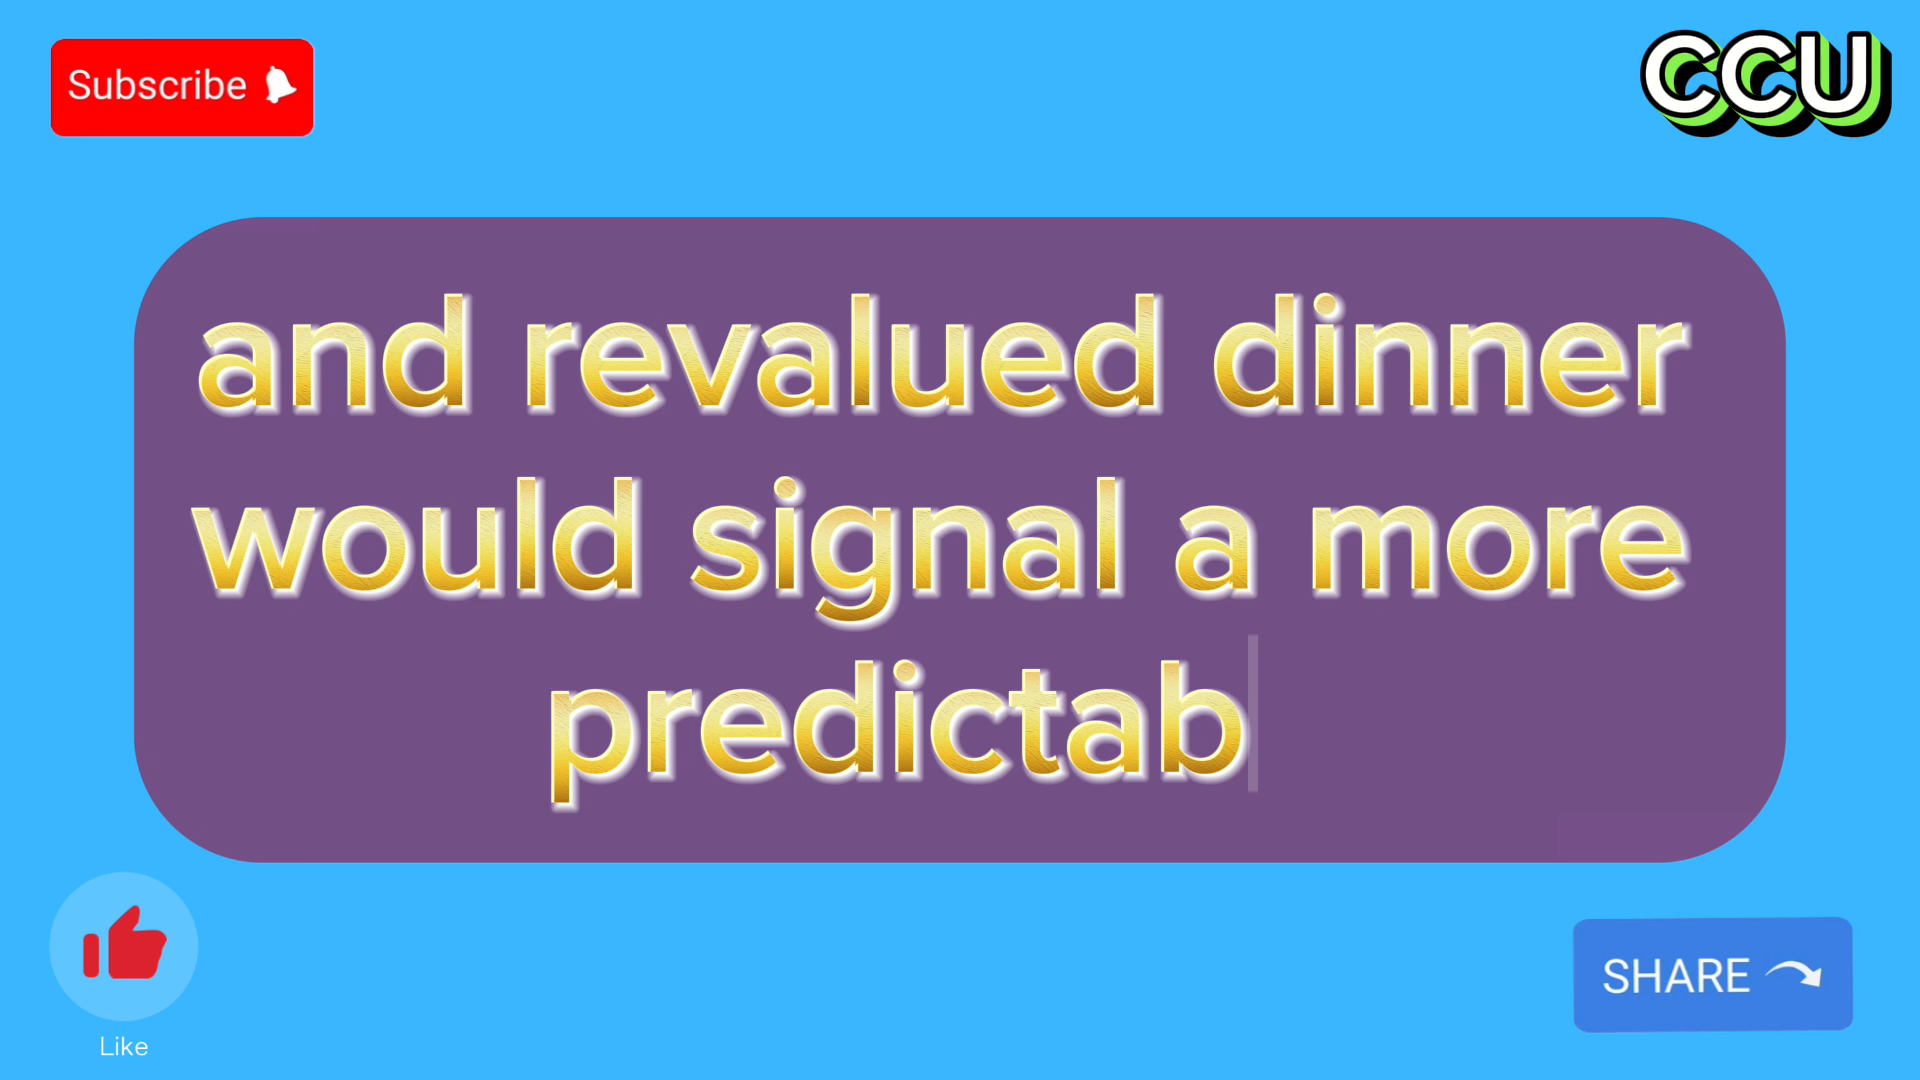 Subscribe
CCU
and revalued dinner
would signal a more
predictab
Like
SHARE